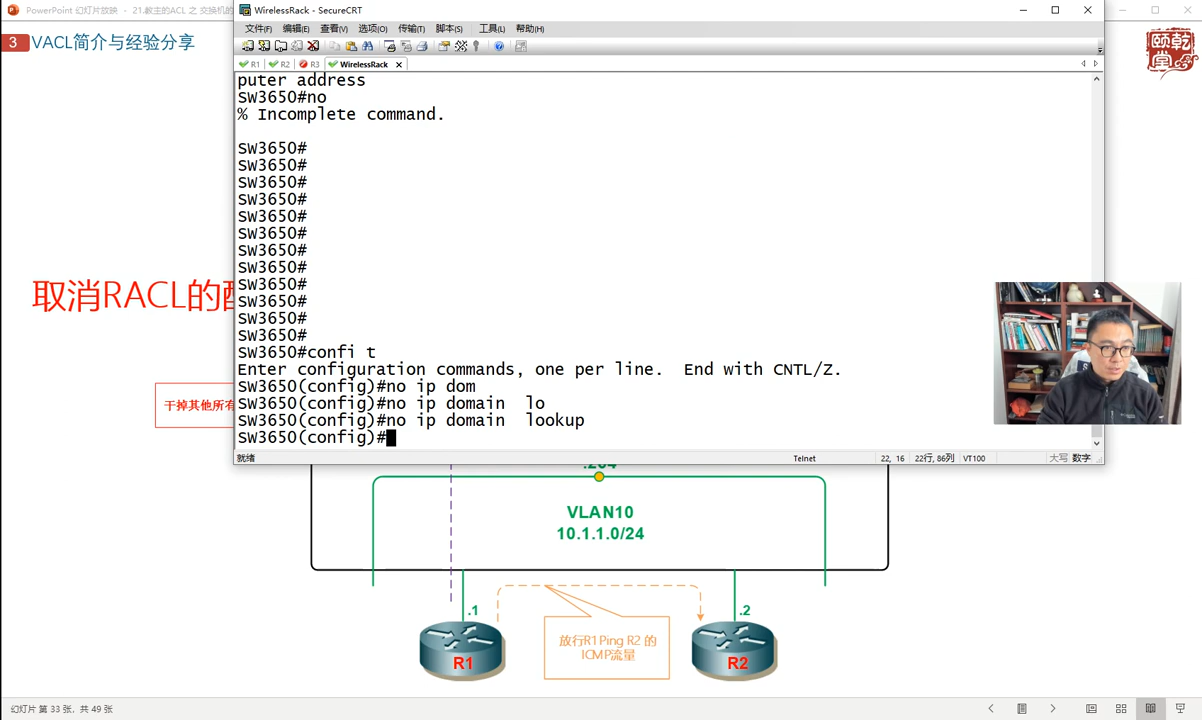 PowerPoint 幻灯片放映 - 21.教主的ACL 之 交换机的
3 VACL简介与经验分享
WirelessRack - SecureCRT
文件(F) 编辑(E) 查看(V) 选项(O) 传输(T) 脚本(S) 工具(L) 帮助(H)
R1 R2 R3 WirelessRack
puter address
SW3650#no
% Incomplete command.
SW3650#
SW3650#
SW3650#
SW3650#
SW3650#
SW3650#
SW3650#
SW3650#
SW3650#
SW3650#
SW3650#
SW3650#
SW3650#confi t
Enter configuration commands, one per line.  End with CNTL/Z.
SW3650(config)#no ip dom
SW3650(config)#no ip domain  lo
SW3650(config)#no ip domain  lookup
SW3650(config)#
就绪 Telnet 22, 16 22行, 86列 VT100 大写 数字
取消RACL的
干掉其他所有
VLAN10
10.1.1.0/24
.1
.2
放行R1 Ping R2 的
ICMP流量
R1
R2
乾颐堂
幻灯片 第 33 张，共 49 张